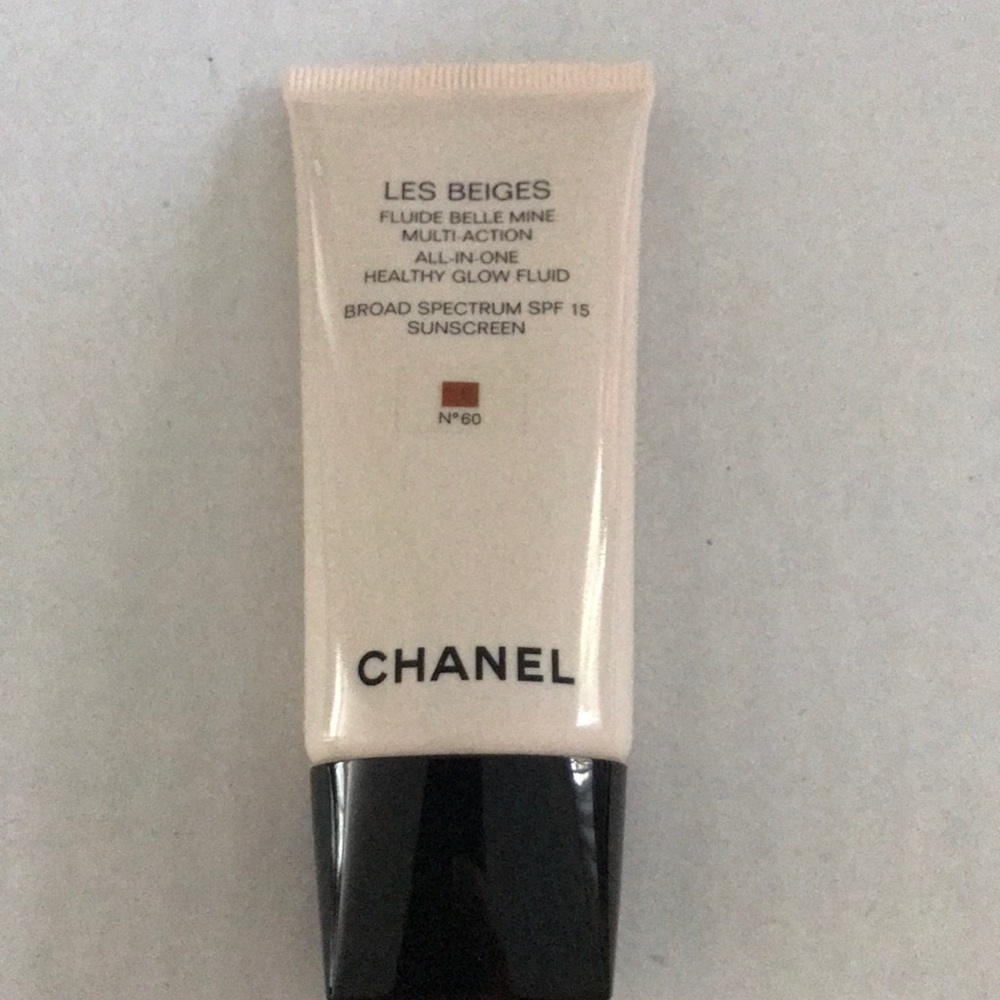 LES BEIGES
FLUIDE BELLE MINE
MULTI-ACTION
ALL-IN-ONE
HEALTHY GLOW FLUID
BROAD SPECTRUM SPF 15
SUNSCREEN
N°60
CHANEL